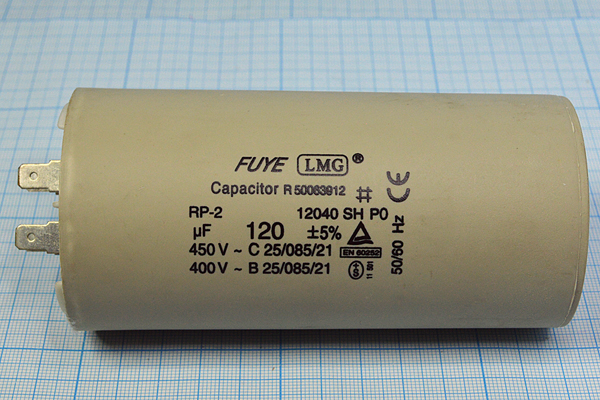 FUYE LMG ®
Capacitor R 50063912
CE
RP-2 12040 SH P0
µF 120 ±5%
450 V ~ C 25/085/21 EN 60252
400 V ~ B 25/085/21
50/60 Hz